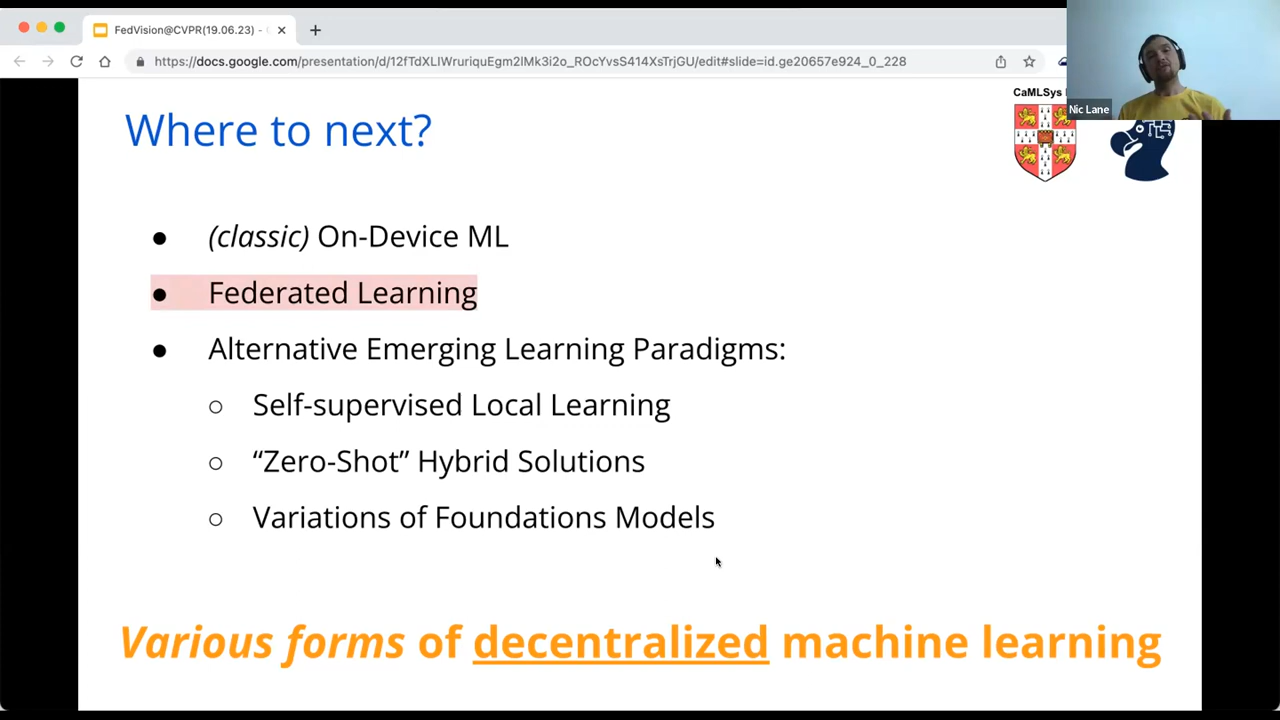 FedVision@CVPR(19.06.23) -
https://docs.google.com/presentation/d/12fTdXLIWruriquEgm2lMk3i2o_ROcYvsS414XsTrjGU/edit#slide=id.ge20657e924_0_228
Nic Lane
CaMLSys
Where to next?
● (classic) On-Device ML
● Federated Learning
● Alternative Emerging Learning Paradigms:
○ Self-supervised Local Learning
○ “Zero-Shot” Hybrid Solutions
○ Variations of Foundations Models
Various forms of decentralized machine learning